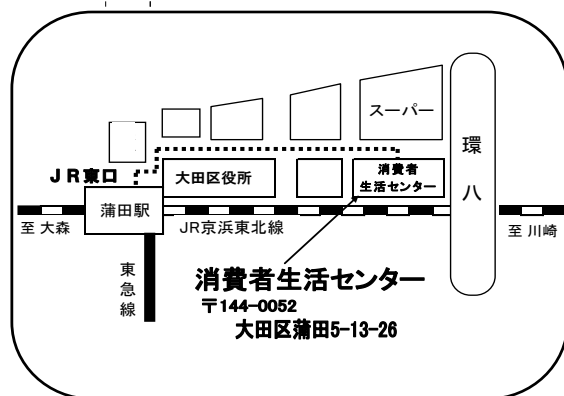 スーパー
環八
JR東口
大田区役所
消費者
生活センター
蒲田駅
至 大森
JR京浜東北線
至 川崎
東急線
消費者生活センター
〒144-0052
大田区蒲田5-13-26